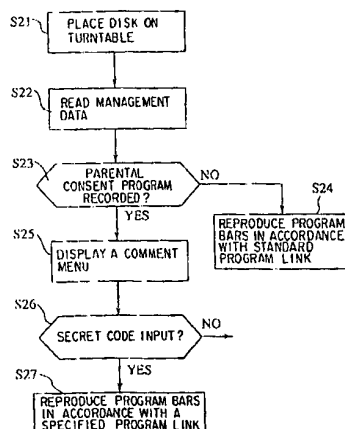 S21
PLACE DISK ON
TURNTABLE
S22
READ MANAGEMENT
DATA
S23
PARENTAL
CONSENT PROGRAM
RECORDED?
NO
YES
S24
REPRODUCE PROGRAM
BARS IN ACCORDANCE
WITH STANDARD
PROGRAM LINK
S25
DISPLAY A COMMENT
MENU
S26
SECRET CODE INPUT?
NO
YES
S27
REPRODUCE PROGRAM BARS
IN ACCORDANCE WITH A
SPECIFIED PROGRAM LINK